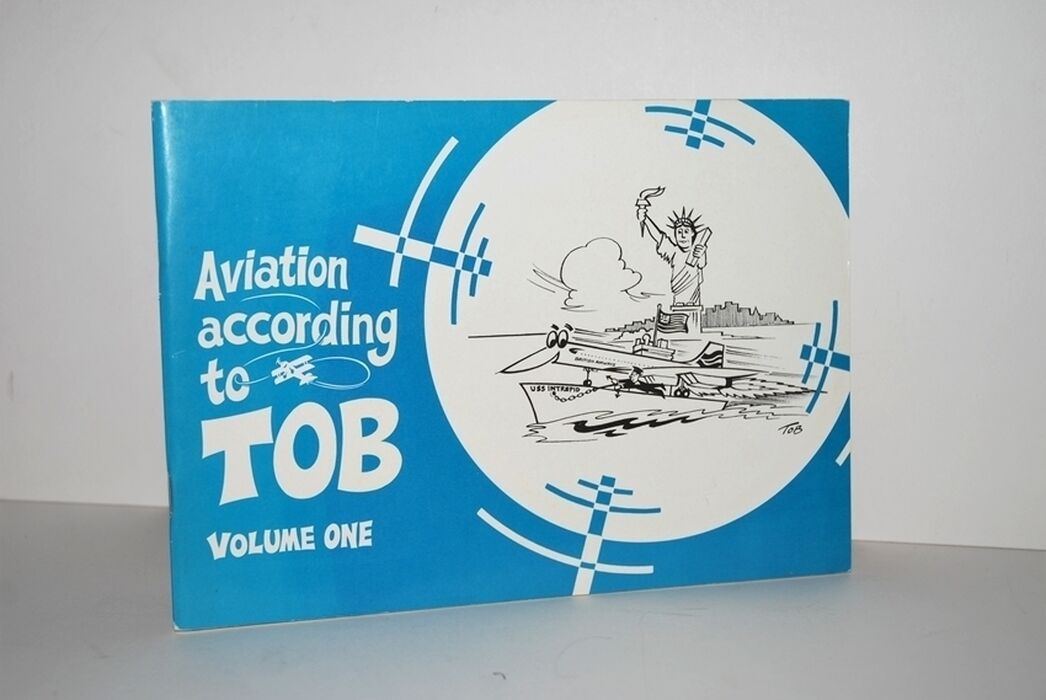 Aviation
according
to
TOB
VOLUME ONE
BRITISH AIRWAYS
USS INTREPID
TOB